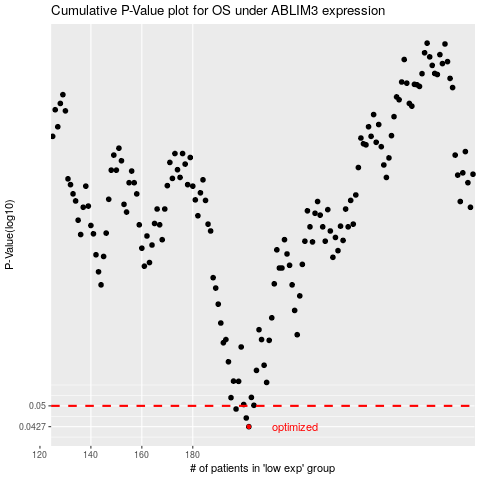 Cumulative P-Value plot for OS under ABLIM3 expression
P-Value(log10)
0.05
0.0427
optimized
120 140 160 180
# of patients in 'low exp' group